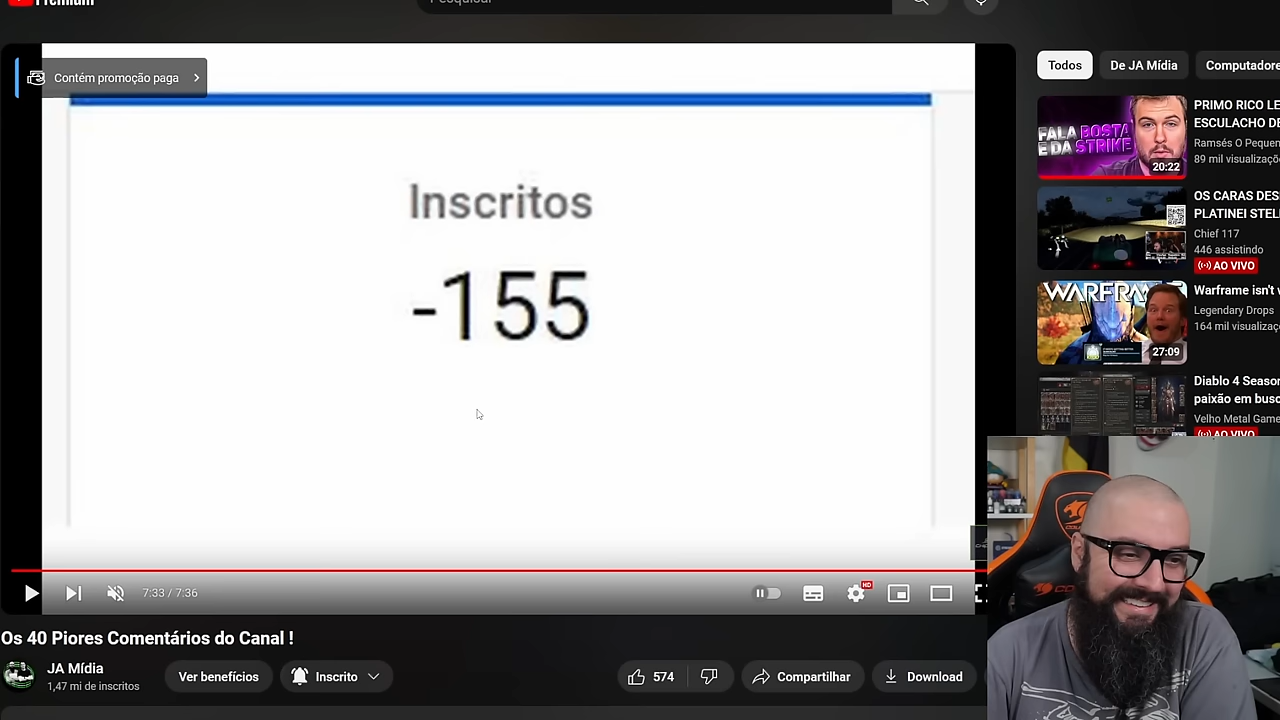 Premium
Pesquisar
Contém promoção paga
Inscritos
-155
7:33 / 7:36
HD
Os 40 Piores Comentários do Canal !
JA Mídia
1,47 mi de inscritos
Ver benefícios
Inscrito
574
Compartilhar
Download
Todos
De JA Mídia
Computadore
FALA BOSTA
E DA STRIKE
20:22
PRIMO RICO LE
ESCULACHO DE
Ramsés O Pequen
89 mil visualizaçõ
OS CARAS DES
PLATINEI STEL
Chief 117
446 assistindo
AO VIVO
WARFRA
27:09
Warframe isn't
Legendary Drops
164 mil visualizaç
Diablo 4 Season
paixão em busc
Velho Metal Game
AO VIVO